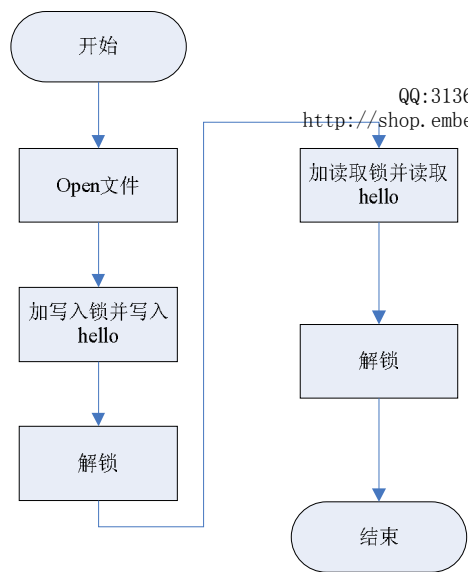 开始
Open文件
加写入锁并写入
hello
解锁
QQ:3136
http://shop.embe
加读取锁并读取
hello
解锁
结束